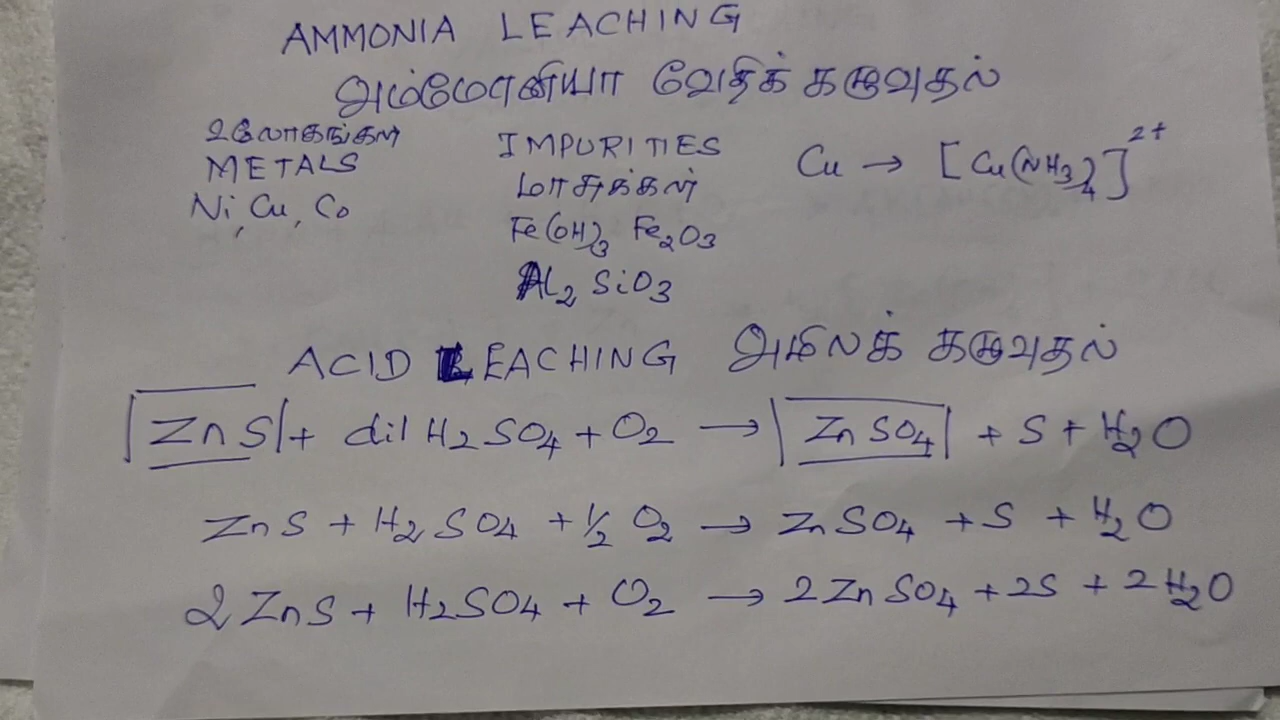 AMMONIA LEACHING
அம்மோனியா வேதிக் கழுவுதல்
உலோகங்கள்
METALS
Ni, Cu, Co
IMPURITIES
மாசுக்கள்
Fe(OH)₃ Fe₂O₃
Al₂SiO₃
Cu → [Cu(NH₃)₄]²⁺
ACID LEACHING அமிலக் கழுவுதல்
ZnS + dil H₂SO₄ + O₂ → ZnSO₄ + S + H₂O
ZnS + H₂SO₄ + ½ O₂ → ZnSO₄ + S + H₂O
2ZnS + H₂SO₄ + O₂ → 2ZnSO₄ + 2S + 2H₂O